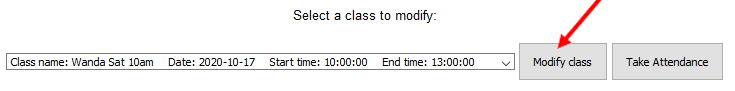 Select a class to modify:
Class name: Wanda Sat 10am Date: 2020-10-17 Start time: 10:00:00 End time: 13:00:00 Modify class Take Attendance